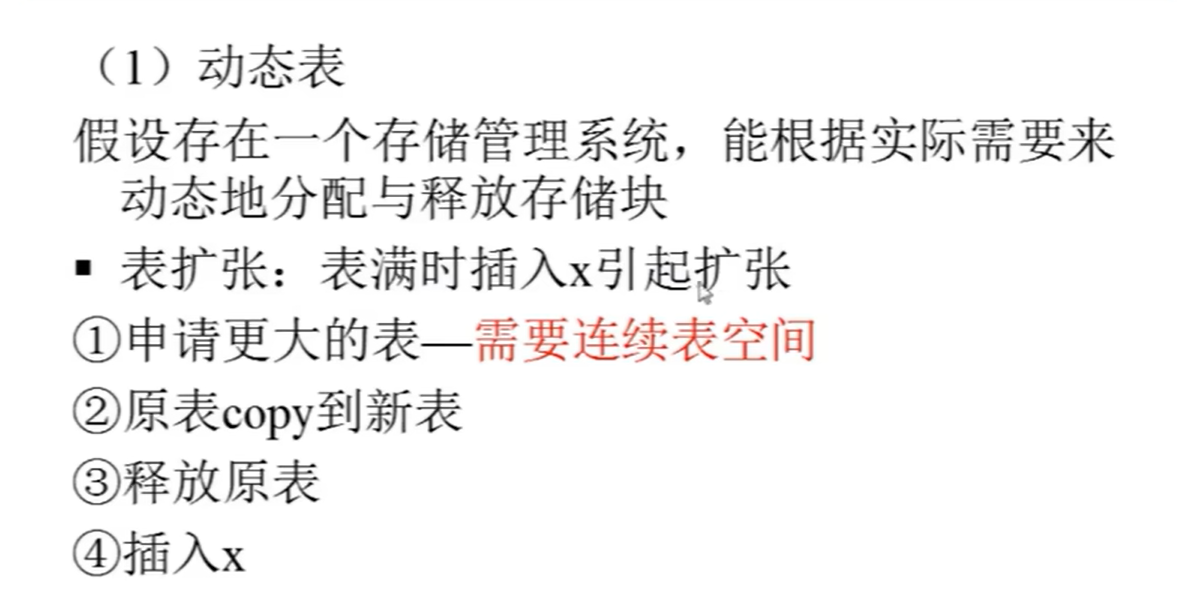 （1）动态表
假设存在一个存储管理系统，能根据实际需要来
动态地分配与释放存储块
▪ 表扩张：表满时插入x引起扩张
①申请更大的表—需要连续表空间
②原表copy到新表
③释放原表
④插入x